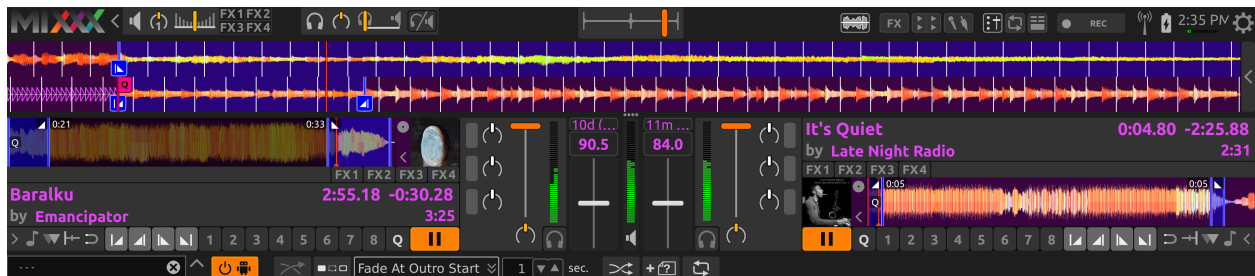 MIXXX
FX1 FX2
FX3 FX4
FX
REC
2:35 PM
Q
0:21
0:33
Q
FX1 FX2 FX3 FX4
Baralku
2:55.18 -0:30.28
by Emancipator
3:25
1 2 3 4 5 6 7 8 Q
10d (...
90.5
11m ...
84.0
It's Quiet
0:04.80 -2:25.88
by Late Night Radio
2:31
FX1 FX2 FX3 FX4
0:05
0:05
Q
Q 1 2 3 4 5 6 7 8
---
Fade At Outro Start
1
sec.